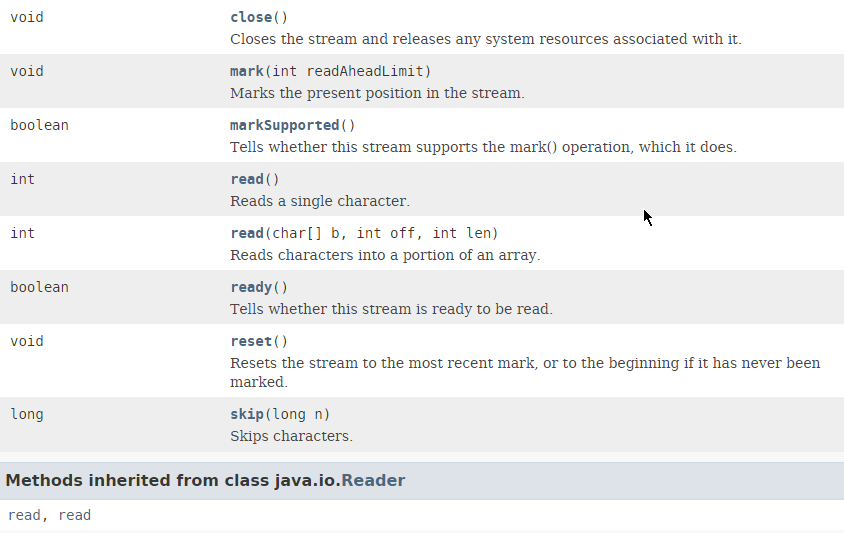 void close()
Closes the stream and releases any system resources associated with it.
void mark(int readAheadLimit)
Marks the present position in the stream.
boolean markSupported()
Tells whether this stream supports the mark() operation, which it does.
int read()
Reads a single character.
int read(char[] b, int off, int len)
Reads characters into a portion of an array.
boolean ready()
Tells whether this stream is ready to be read.
void reset()
Resets the stream to the most recent mark, or to the beginning if it has never been
marked.
long skip(long n)
Skips characters.
Methods inherited from class java.io.Reader
read, read